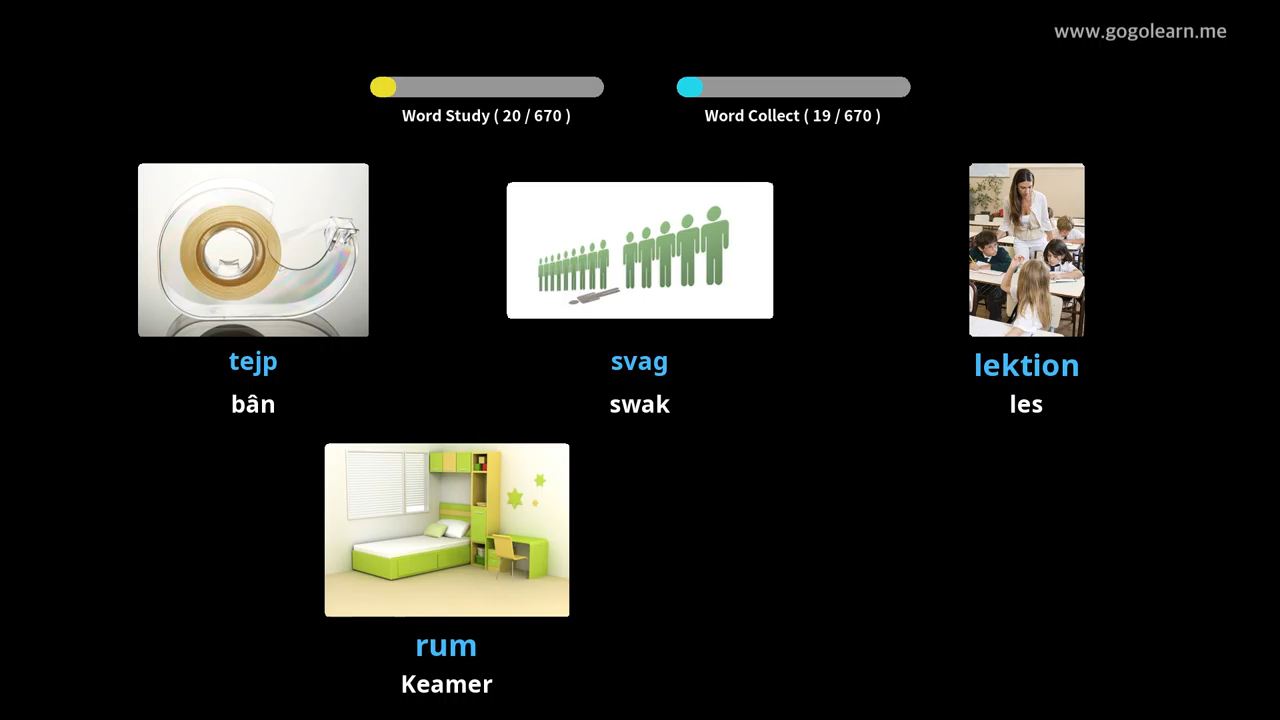 www.gogolearn.me
Word Study ( 20 / 670 )
Word Collect ( 19 / 670 )
tejp
bân
svag
swak
lektion
les
rum
Keamer